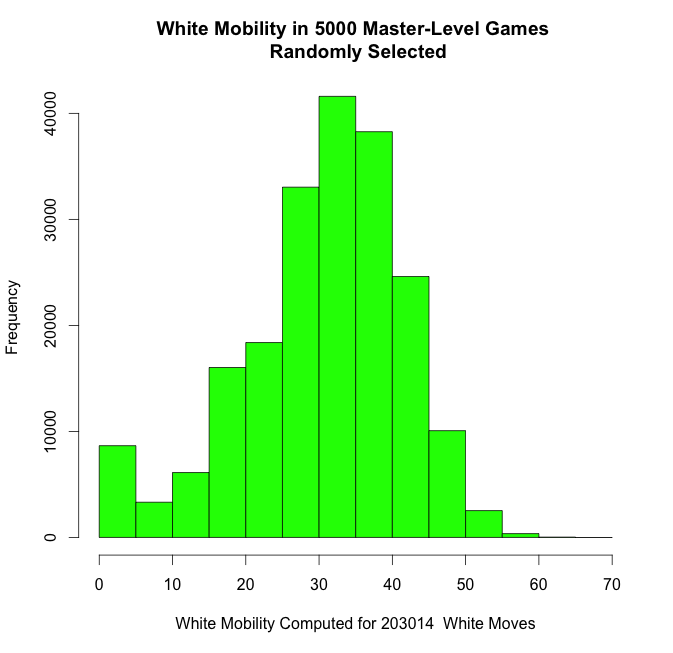 White Mobility in 5000 Master-Level Games
Randomly Selected
Frequency
40000
30000
20000
10000
0
0 10 20 30 40 50 60 70
White Mobility Computed for 203014  White Moves